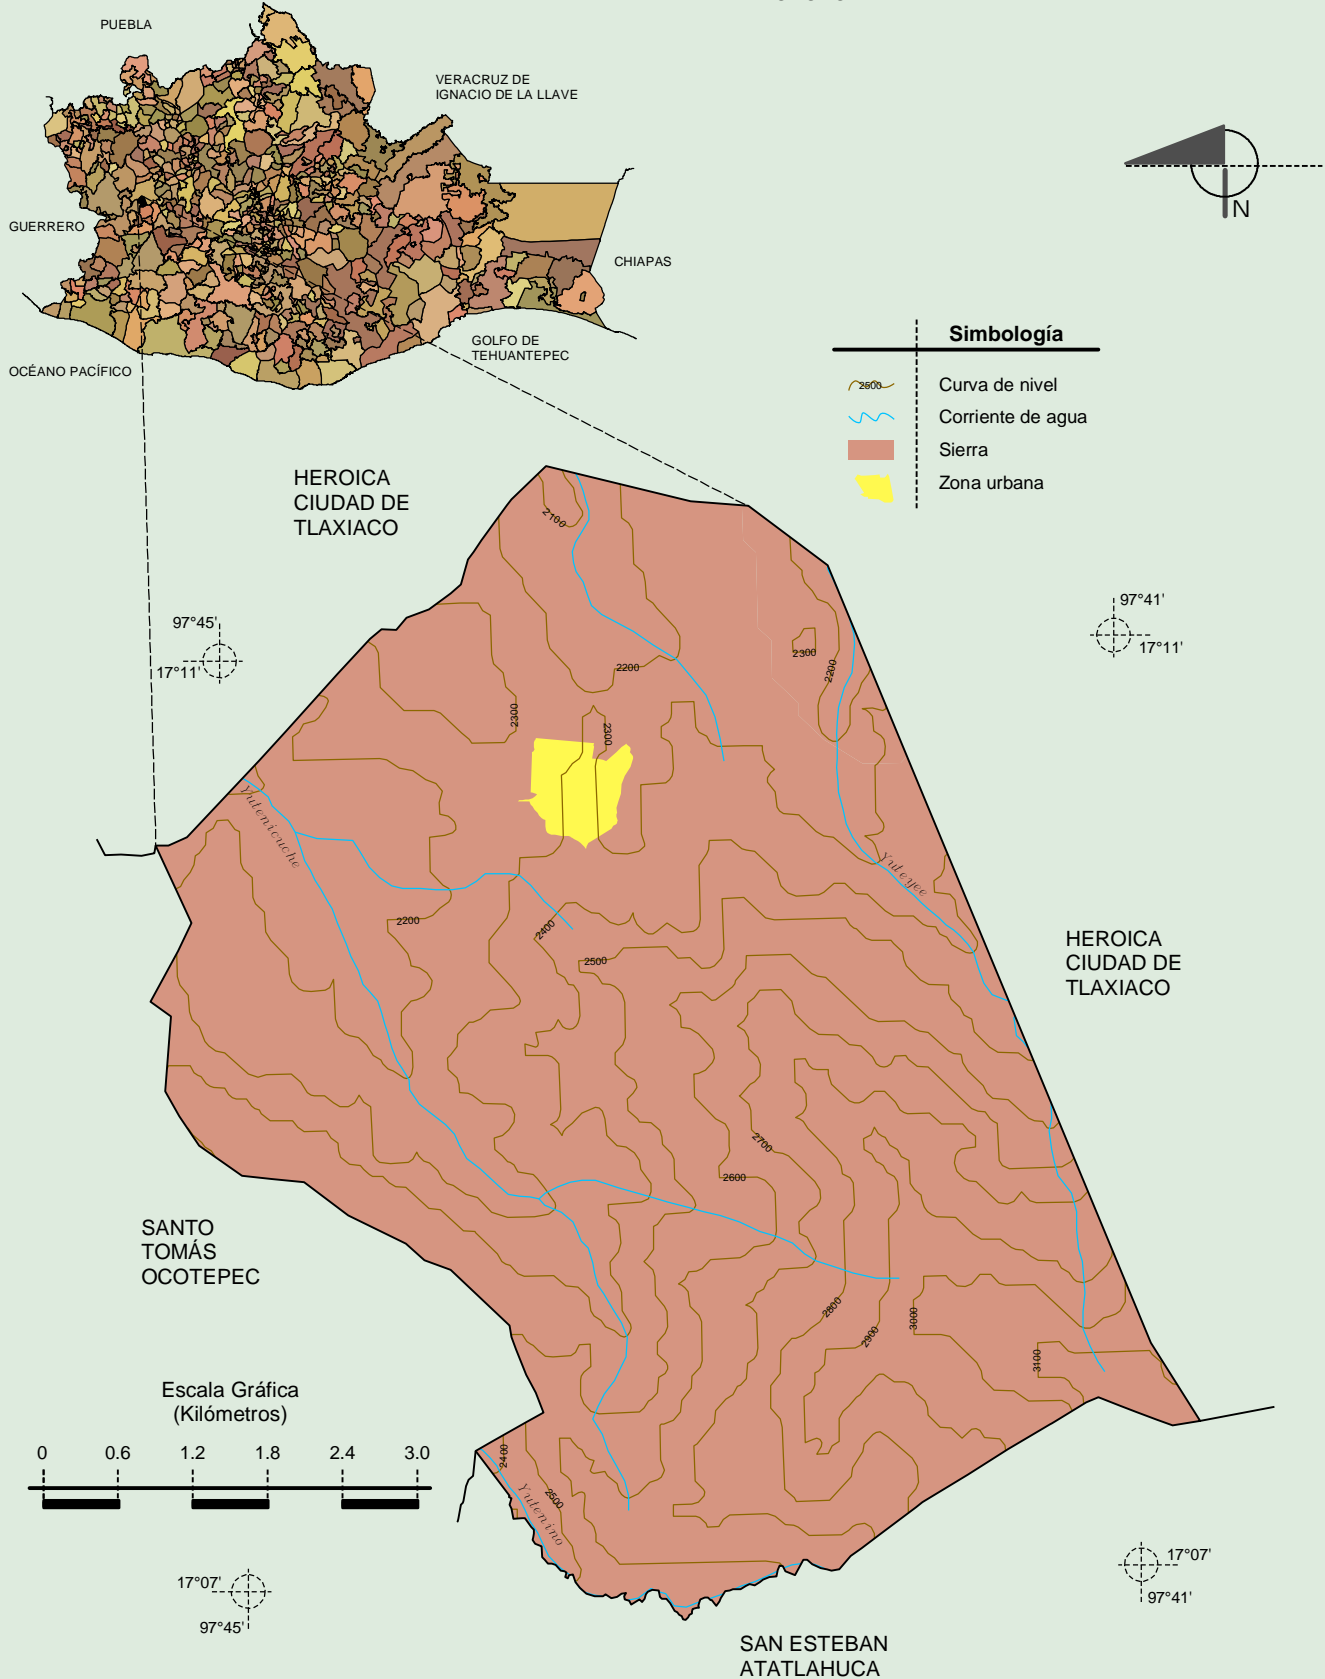 PUEBLA
VERACRUZ DE
IGNACIO DE LA LLAVE
GUERRERO
CHIAPAS
GOLFO DE
TEHUANTEPEC
OCÉANO PACÍFICO
N
Simbología
2500
Curva de nivel
Corriente de agua
Sierra
Zona urbana
HEROICA
CIUDAD DE
TLAXIACO
97°45'
17°11'
97°41'
17°11'
2100
2200
2300
2200
2300
2300
Yutenicuche
Yuteyee
2200
2400
2500
HEROICA
CIUDAD DE
TLAXIACO
2700
2600
SANTO
TOMÁS
OCOTEPEC
2800
2900
3000
3100
Escala Gráfica
(Kilómetros)
0 0.6 1.2 1.8 2.4 3.0
2400
2500
Yutenino
17°07'
97°45'
17°07'
97°41'
SAN ESTEBAN
ATATLAHUCA